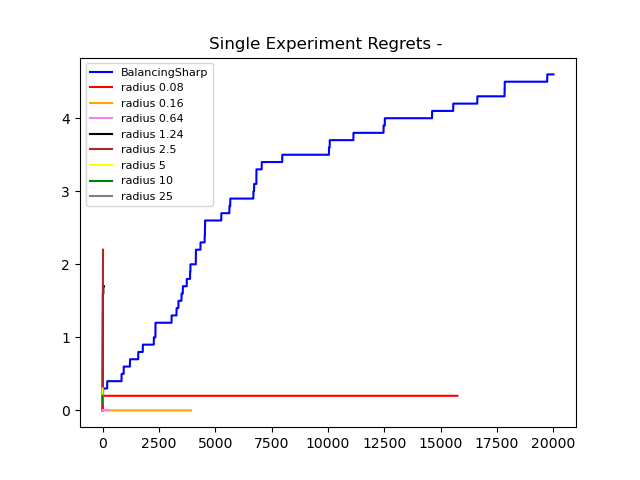 Single Experiment Regrets -
BalancingSharp
radius 0.08
radius 0.16
radius 0.64
radius 1.24
radius 2.5
radius 5
radius 10
radius 25
4
3
2
1
0
0 2500 5000 7500 10000 12500 15000 17500 20000